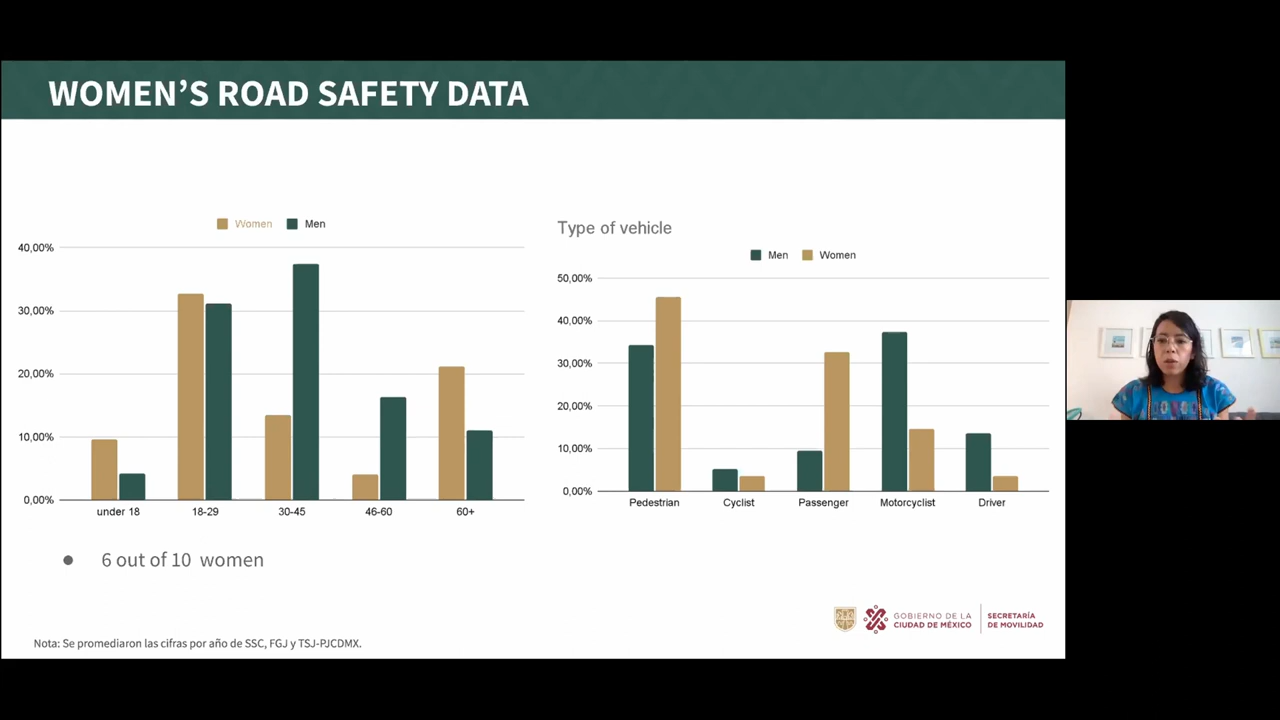 WOMEN'S ROAD SAFETY DATA
Women Men
40,00%
30,00%
20,00%
10,00%
0,00%
under 18 18-29 30-45 46-60 60+
Type of vehicle
Men Women
50,00%
40,00%
30,00%
20,00%
10,00%
0,00%
Pedestrian Cyclist Passenger Motorcyclist Driver
● 6 out of 10 women
GOBIERNO DE LA
CIUDAD DE MÉXICO
SECRETARÍA
DE MOVILIDAD
Nota: Se promediaron las cifras por año de SSC, FGJ y TSJ-PJCDMX.